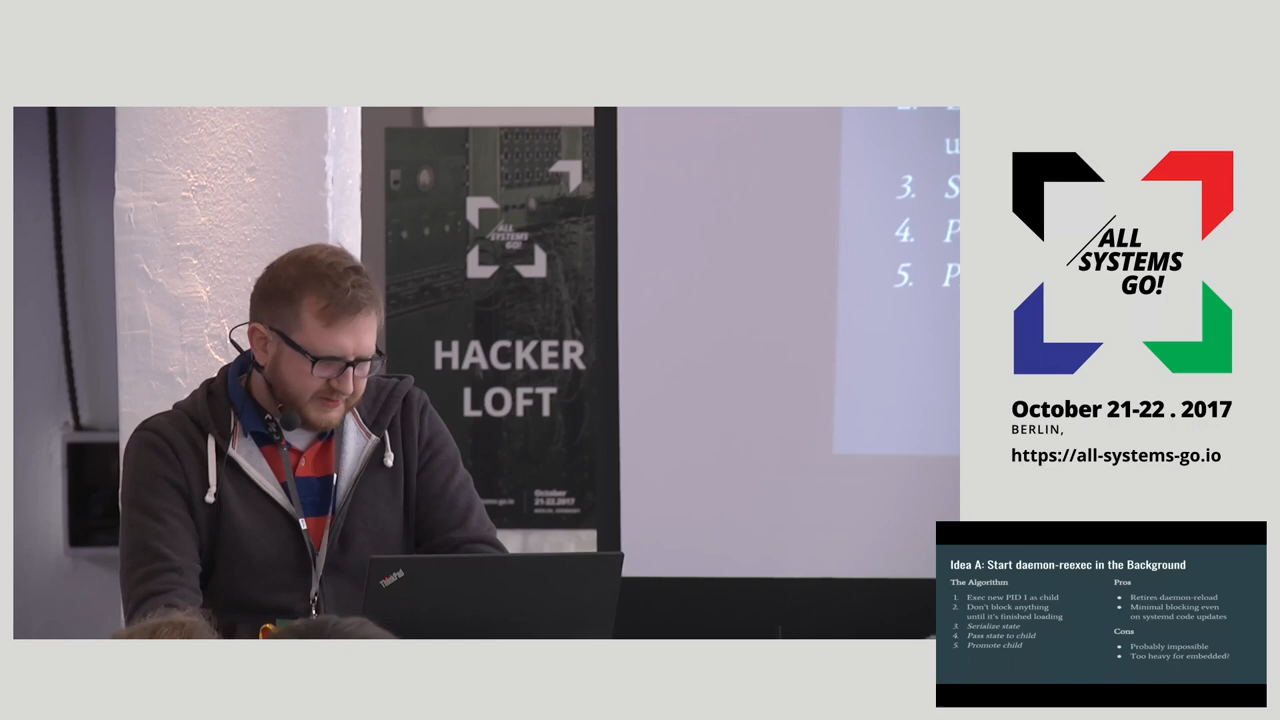 2.
u
3. S
4. P
5. P
ALL
SYSTEMS
GO!
HACKER
LOFT
October
21-22.2017
ThinkPad
ALL
SYSTEMS
GO!
October 21-22 . 2017
BERLIN,
https://all-systems-go.io
Idea A: Start daemon-reexec in the Background
The Algorithm
1. Exec new PID 1 as child
2. Don't block anything
until it's finished loading
3. Serialize state
4. Pass state to child
5. Promote child
Pros
● Retires daemon-reload
● Minimal blocking even
on systemd code updates
Cons
● Probably impossible
● Too heavy for embedded?